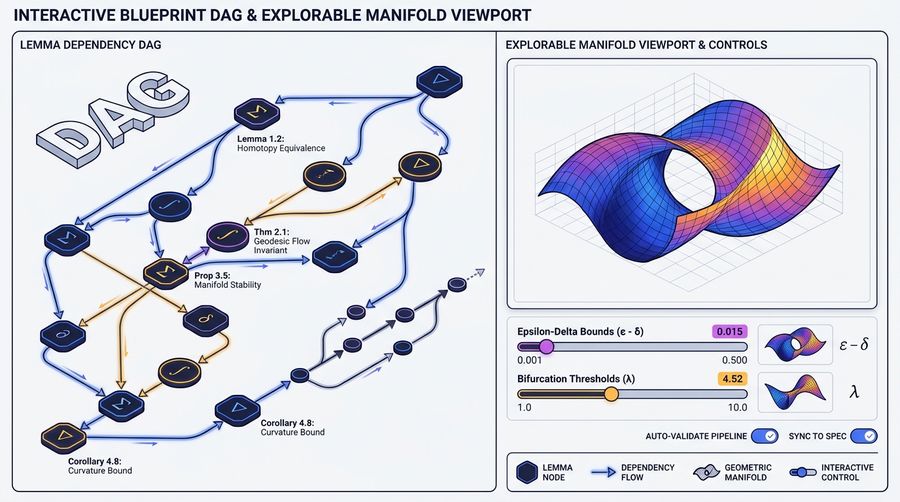 INTERACTIVE BLUEPRINT DAG & EXPLORABLE MANIFOLD VIEWPORT
LEMMA DEPENDENCY DAG
DAG
Σ
▽
Lemma 1.2:
Homotopy Equivalence
▽
∫
Σ
∫
Thm 2.1:
Geodesic Flow
Invariant
Σ
Prop 3.5:
Manifold Stability
∂
δ
∫
Σ
▽
Corollary 4.8:
Curvature Bound
▽
Corollary 4.8:
Curvature Bound
EXPLORABLE MANIFOLD VIEWPORT & CONTROLS
Epsilon-Delta Bounds (ε - δ)
0.015
0.001
0.500
ε – δ
Bifurcation Thresholds (λ)
4.52
1.0
10.0
λ
AUTO-VALIDATE PIPELINE
SYNC TO SPEC
LEMMA
NODE
DEPENDENCY
FLOW
GEOMETRIC
MANIFOLD
INTERACTIVE
CONTROL